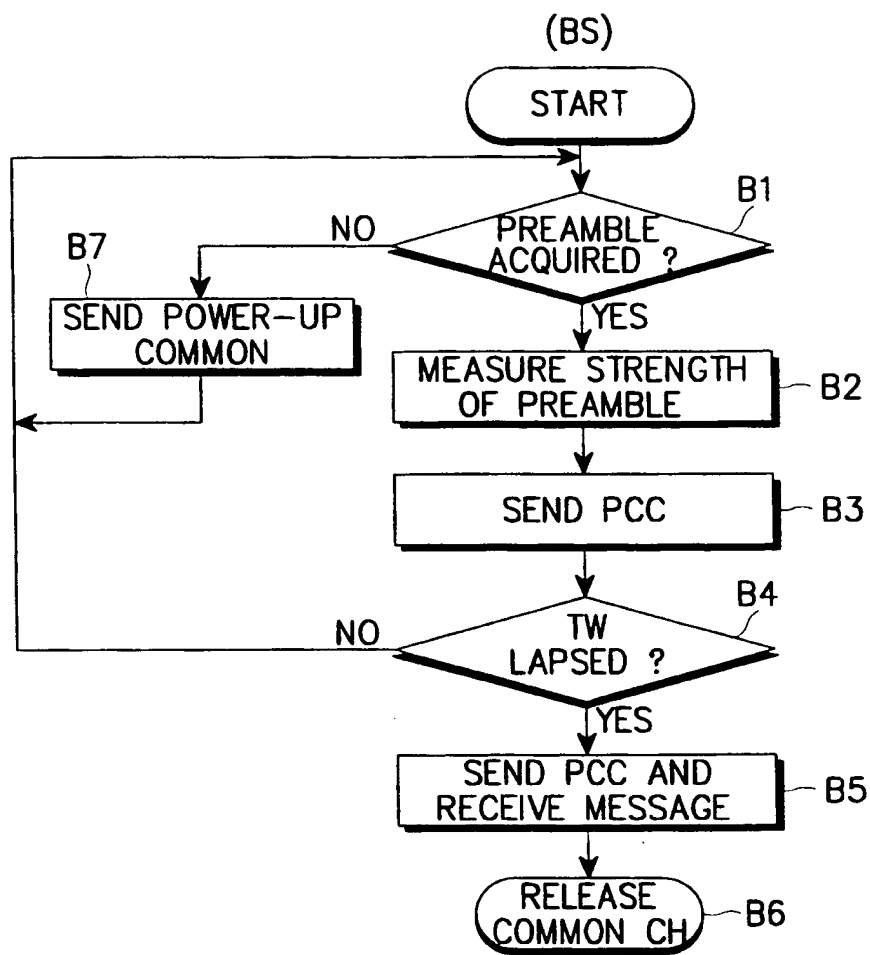 (BS)
START
B1
PREAMBLE
ACQUIRED ?
NO
YES
B7
SEND POWER-UP
COMMON
MEASURE STRENGTH
OF PREAMBLE
B2
SEND PCC
B3
B4
TW
LAPSED ?
NO
YES
SEND PCC AND
RECEIVE MESSAGE
B5
RELEASE
COMMON CH
B6